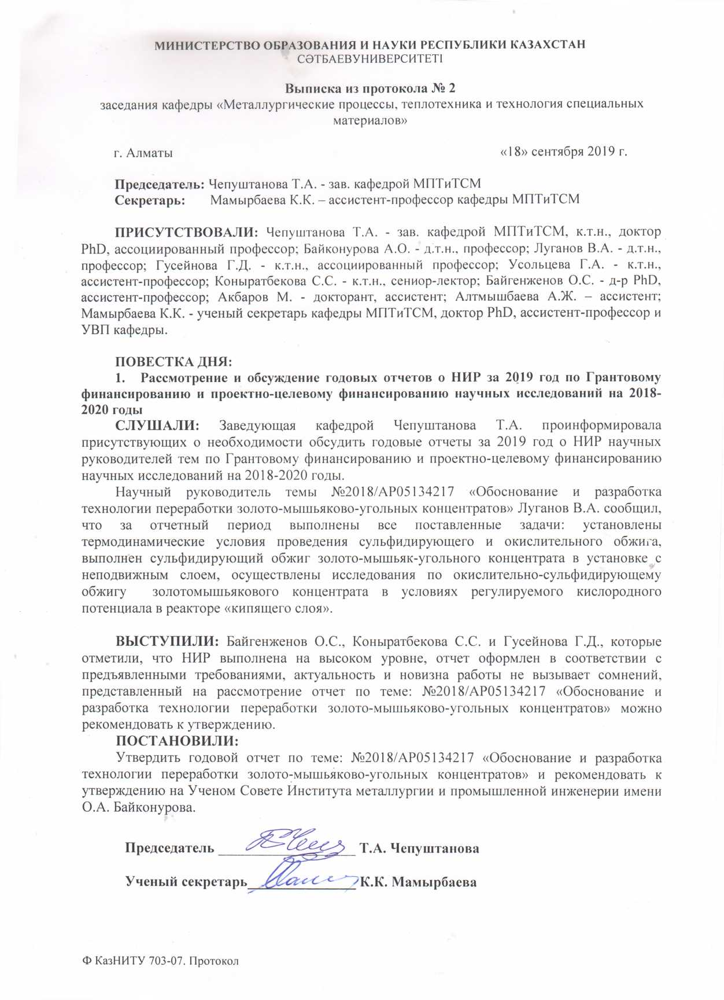 МИНИСТЕРСТВО ОБРАЗОВАНИЯ И НАУКИ РЕСПУБЛИКИ КАЗАХСТАН
СӘТБАЕВУНИВЕРСИТЕТІ
Выписка из протокола № 2
заседания кафедры «Металлургические процессы, теплотехника и технология специальных
материалов»
г. Алматы «18» сентября 2019 г.
Председатель: Чепуштанова Т.А. - зав. кафедрой МПТиТСМ
Секретарь: Мамырбаева К.К. – ассистент-профессор кафедры МПТиТСМ
ПРИСУТСТВОВАЛИ: Чепуштанова Т.А. - зав. кафедрой МПТиТСМ, к.т.н., доктор
PhD, ассоциированный профессор; Байконурова А.О. - д.т.н., профессор; Луганов В.А. - д.т.н.,
профессор; Гусейнова Г.Д. - к.т.н., ассоциированный профессор; Усольцева Г.А. - к.т.н.,
ассистент-профессор; Коныратбекова С.С. - к.т.н., сениор-лектор; Байгенженов О.С. - д-р PhD,
ассистент-профессор; Акбаров М. - докторант, ассистент; Алтмышбаева А.Ж. – ассистент;
Мамырбаева К.К. - ученый секретарь кафедры МПТиТСМ, доктор PhD, ассистент-профессор и
УВП кафедры.
ПОВЕСТКА ДНЯ:
1. Рассмотрение и обсуждение годовых отчетов о НИР за 2019 год по Грантовому
финансированию и проектно-целевому финансированию научных исследований на 2018-
2020 годы
СЛУШАЛИ: Заведующая кафедрой Чепуштанова Т.А. проинформировала
присутствующих о необходимости обсудить годовые отчеты за 2019 год о НИР научных
руководителей тем по Грантовому финансированию и проектно-целевому финансированию
научных исследований на 2018-2020 годы.
Научный руководитель темы №2018/АР05134217 «Обоснование и разработка
технологии переработки золото-мышьяково-угольных концентратов» Луганов В.А. сообщил,
что за отчетный период выполнены все поставленные задачи: установлены
термодинамические условия проведения сульфидирующего и окислительного обжига,
выполнен сульфидирующий обжиг золото-мышьяк-угольного концентрата в установке с
неподвижным слоем, осуществлены исследования по окислительно-сульфидирующему
обжигу золотомышьякового концентрата в условиях регулируемого кислородного
потенциала в реакторе «кипящего слоя».
ВЫСТУПИЛИ: Байгенженов О.С., Коныратбекова С.С. и Гусейнова Г.Д., которые
отметили, что НИР выполнена на высоком уровне, отчет оформлен в соответствии с
предъявленными требованиями, актуальность и новизна работы не вызывает сомнений,
представленный на рассмотрение отчет по теме: №2018/АР05134217 «Обоснование и
разработка технологии переработки золото-мышьяково-угольных концентратов» можно
рекомендовать к утверждению.
ПОСТАНОВИЛИ:
Утвердить годовой отчет по теме: №2018/АР05134217 «Обоснование и разработка
технологии переработки золото-мышьяково-угольных концентратов» и рекомендовать к
утверждению на Ученом Совете Института металлургии и промышленной инженерии имени
О.А. Байконурова.
Председатель Т.А. Чепуштанова
Ученый секретарь К.К. Мамырбаева
Ф КазНИТУ 703-07. Протокол